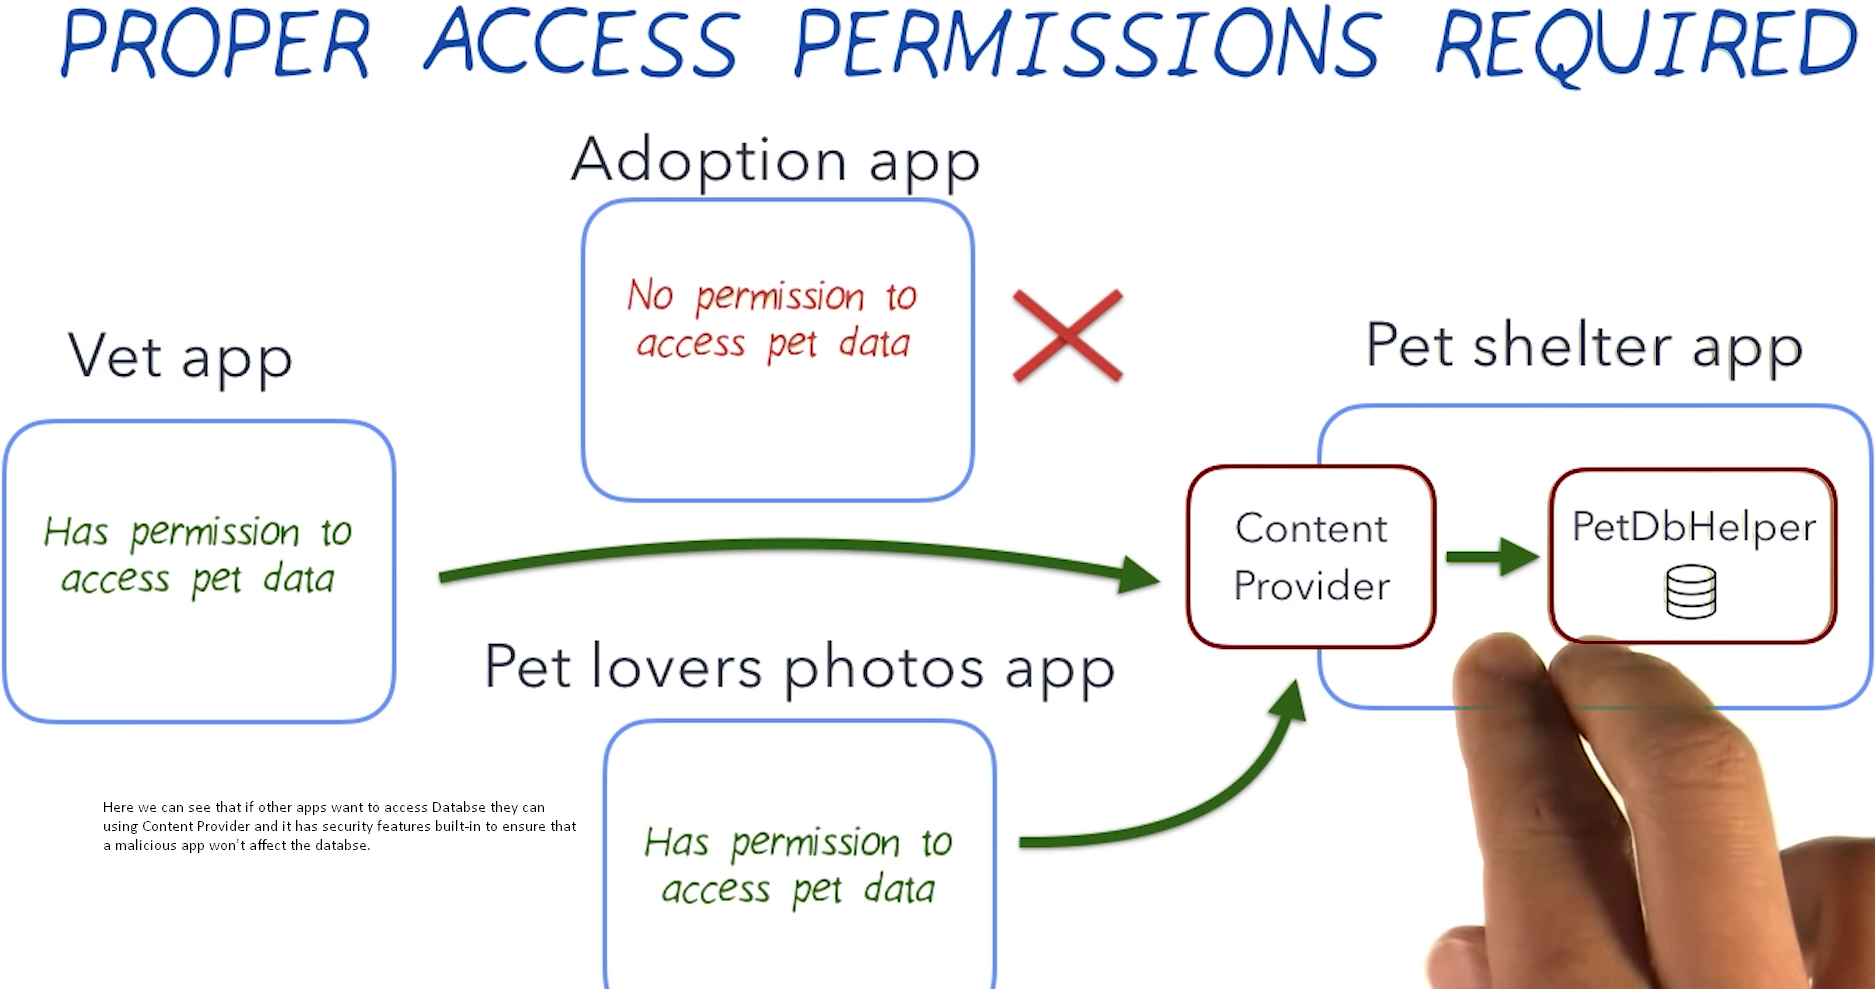 PROPER ACCESS PERMISSIONS REQUIRED
Adoption app
No permission to
access pet data
Vet app
Has permission to
access pet data
Pet shelter app
Content
Provider
PetDbHelper
Pet lovers photos app
Has permission to
access pet data
Here we can see that if other apps want to access Databse they can
using Content Provider and it has security features built-in to ensure that
a malicious app won't affect the databse.